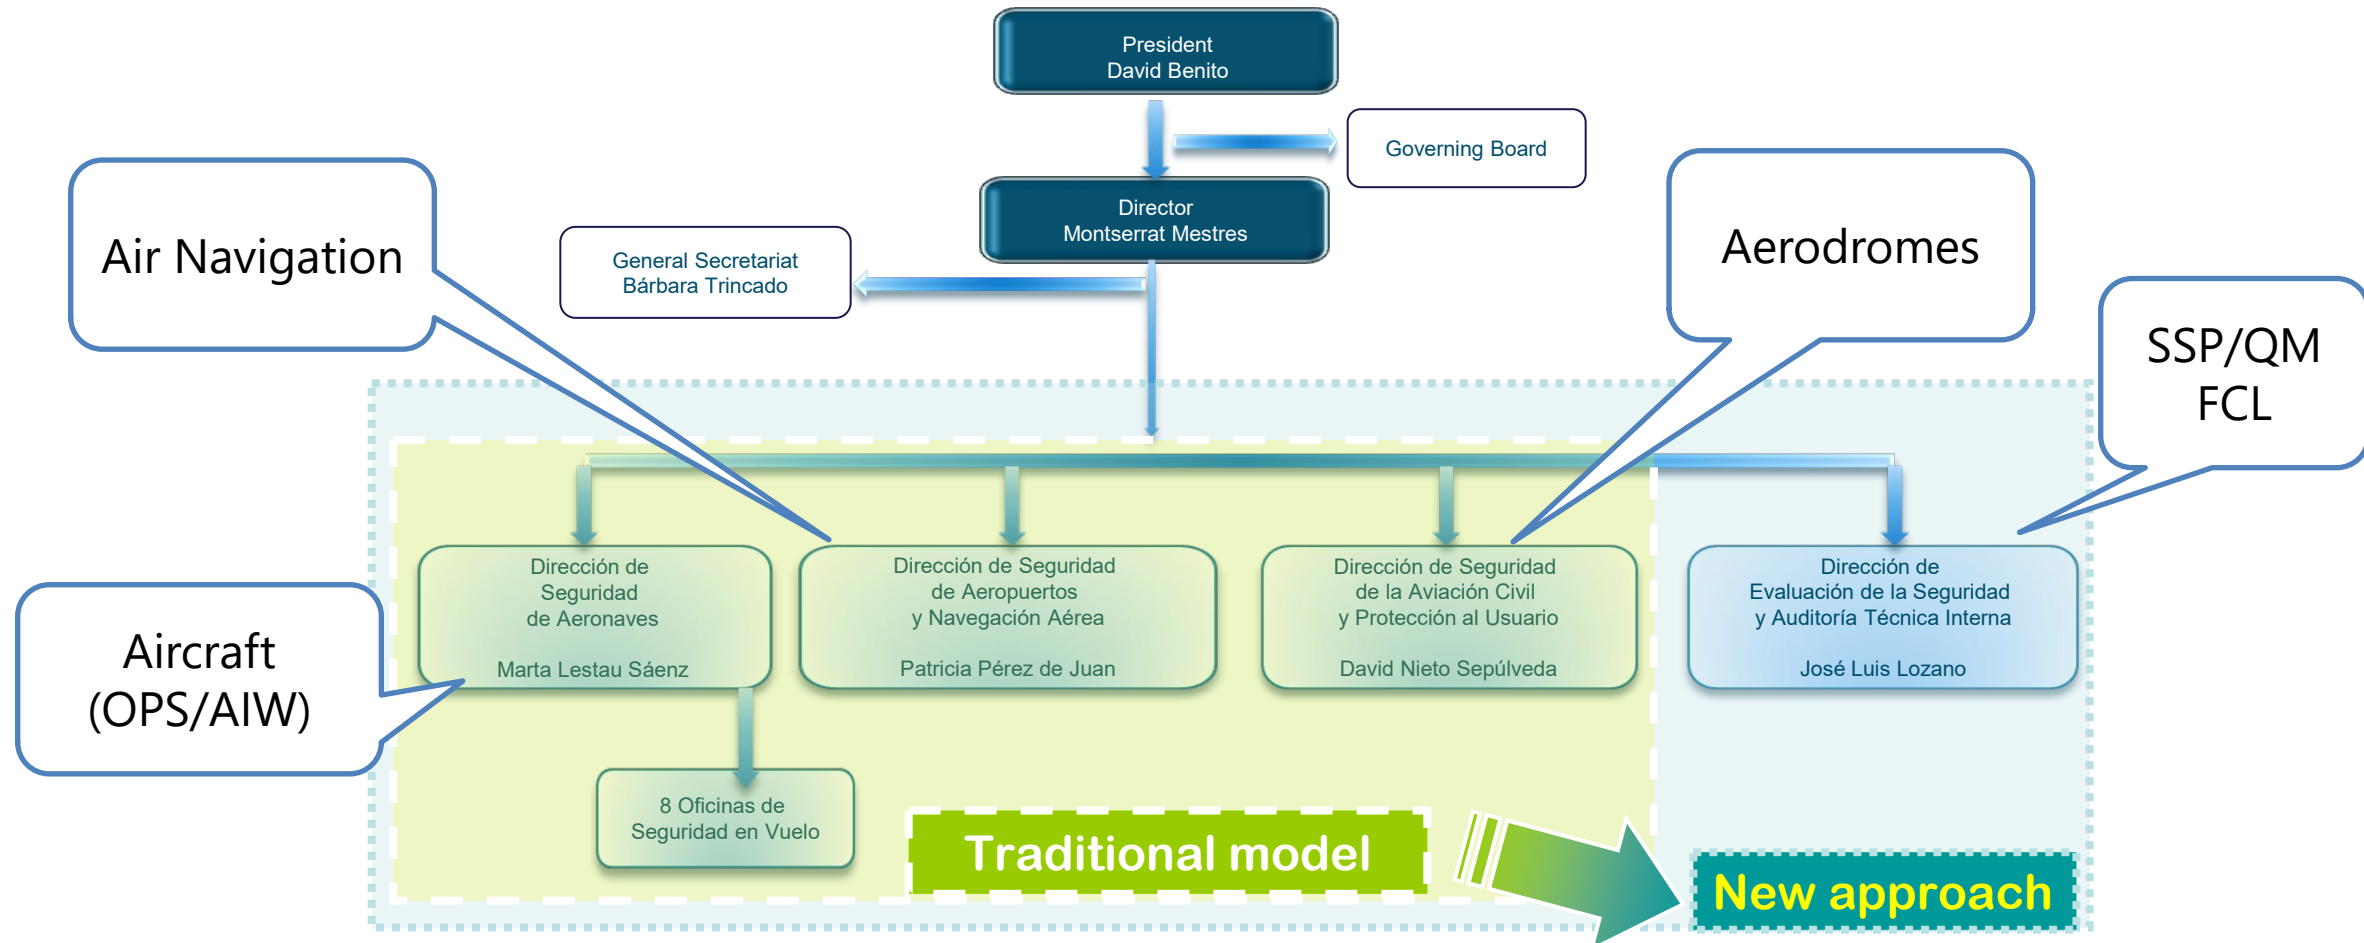 President
David Benito
Governing Board
Director
Montserrat Mestres
General Secretariat
Bárbara Trincado
Air Navigation
Aerodromes
SSP/QM
FCL
Aircraft
(OPS/AIW)
Dirección de
Seguridad
de Aeronaves
Marta Lestau Sáenz
Dirección de Seguridad
de Aeropuertos
y Navegación Aérea
Patricia Pérez de Juan
Dirección de Seguridad
de la Aviación Civil
y Protección al Usuario
David Nieto Sepúlveda
Dirección de
Evaluación de la Seguridad
y Auditoría Técnica Interna
José Luis Lozano
8 Oficinas de
Seguridad en Vuelo
Traditional model
New approach